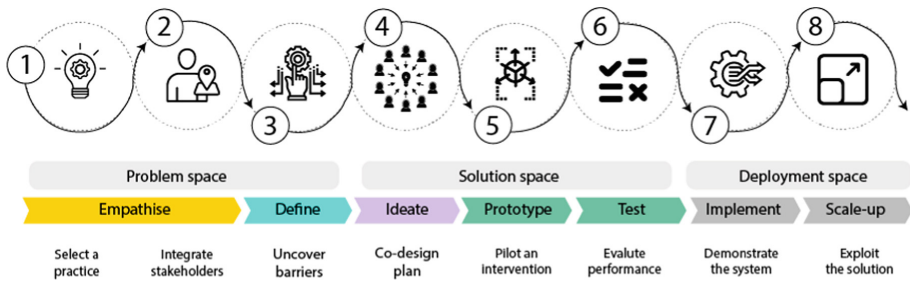 1
2
3
4
5
6
7
8
Problem space
Solution space
Deployment space
Empathise
Define
Ideate
Prototype
Test
Implement
Scale-up
Select a
practice
Integrate
stakeholders
Uncover
barriers
Co-design
plan
Pilot an
intervention
Evalute
performance
Demonstrate
the system
Exploit
the solution